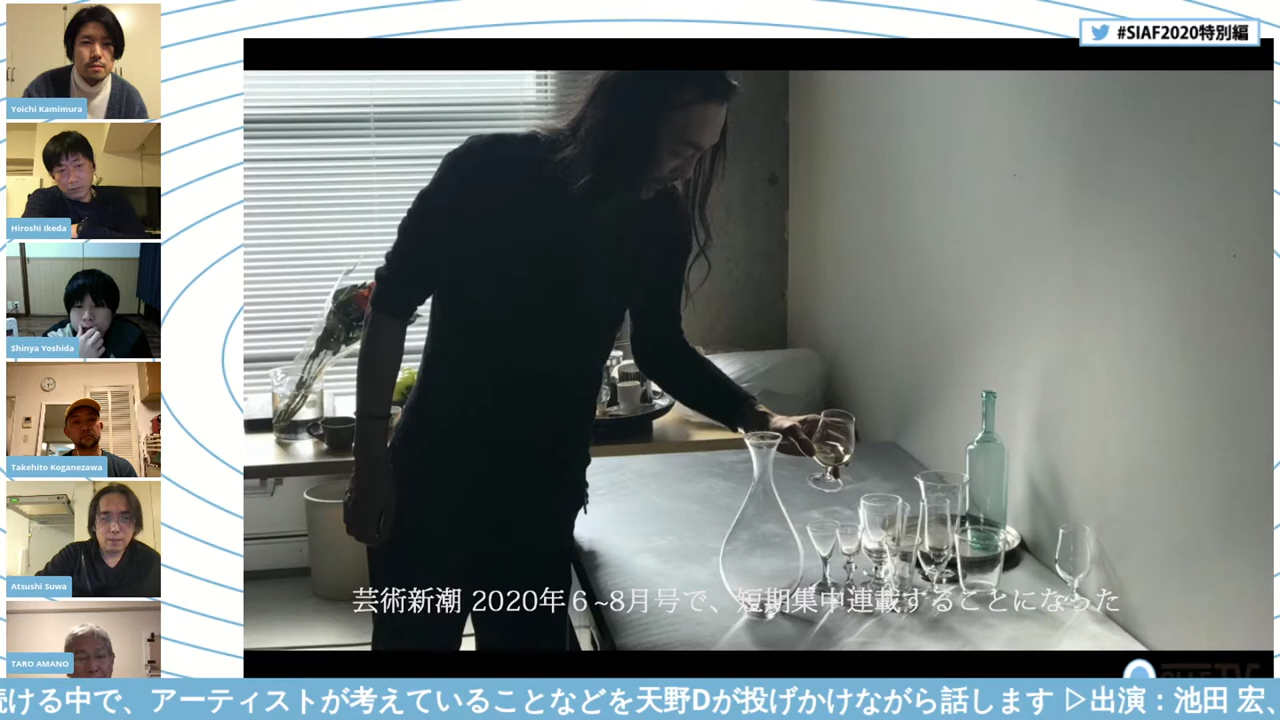 #SIAF2020特別編
Yoichi Kamimura
Hiroshi Ikeda
Shinya Yoshida
Takehito Koganezawa
Atsushi Suwa
TARO AMANO
芸術新潮 2020年6~8月号で、短期集中連載することになった
ける中で、アーティストが考えていることなどを天野Dが投げかけながら話します ▷出演：池田 宏、